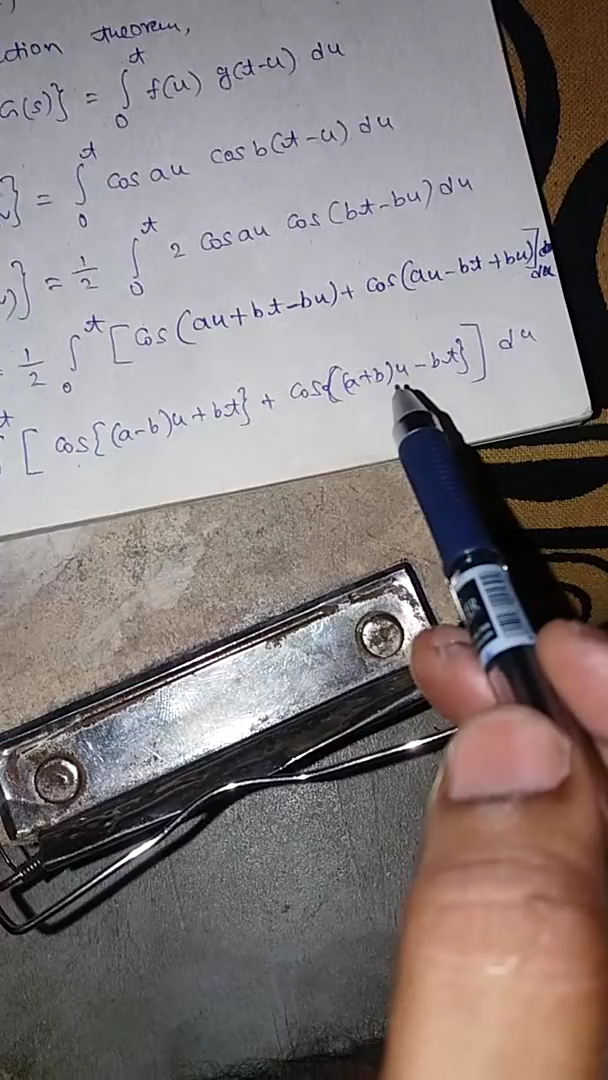 ction theorem,
G(s)} = ∫₀ᵗ f(u) g(t-u) du
} = ∫₀ᵗ cos au cos b(t-u) du
} = 1/2 ∫₀ᵗ 2 cos au cos (bt-bu) du
= 1/2 ∫₀ᵗ [cos (au+bt-bu) + cos (au-bt+bu)] du
[ cos{(a-b)u+bt} + cos{(a+b)u-bt}] du